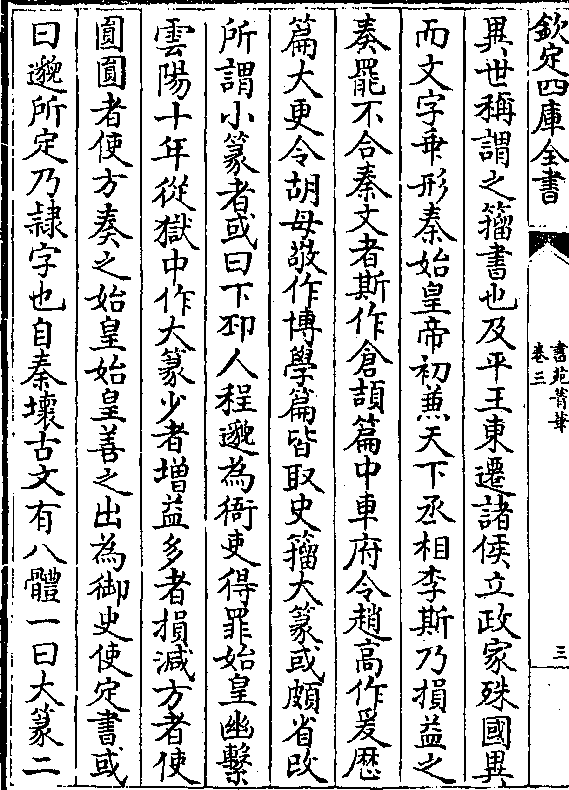 欽定四庫全書
書苑菁華
卷三
三
異世稱謂之籀書也及平王東遷諸侯立政家殊國異
而文字乖形秦始皇帝初兼天下丞相李斯乃損益之
奏罷不合秦文者斯作倉頡篇中車府令趙高作爰歴
篇大更令胡母敬作博學篇皆取史籀大篆或頗省改
所謂小篆者或曰下邳人程邈為衙吏得罪始皇幽繫
雲陽十年從獄中作大篆少者增益多者損減方者使
圓圓者使方奏之始皇始皇善之出為御史使定書或
曰邈所定乃隷字也自秦壞古文有八體一曰大篆二